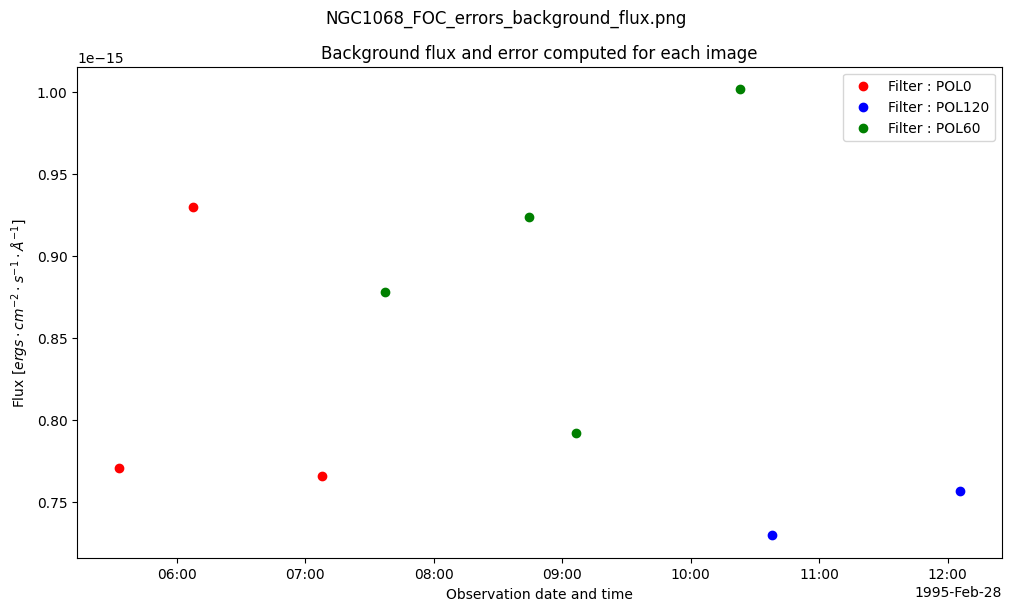 NGC1068_FOC_errors_background_flux.png
Background flux and error computed for each image
1e−15
Filter : POL0
Filter : POL120
Filter : POL60
1.00
0.95
0.90
0.85
0.80
0.75
Flux [ergs · cm⁻² · s⁻¹ · Å⁻¹]
06:00 07:00 08:00 09:00 10:00 11:00 12:00
1995-Feb-28
Observation date and time